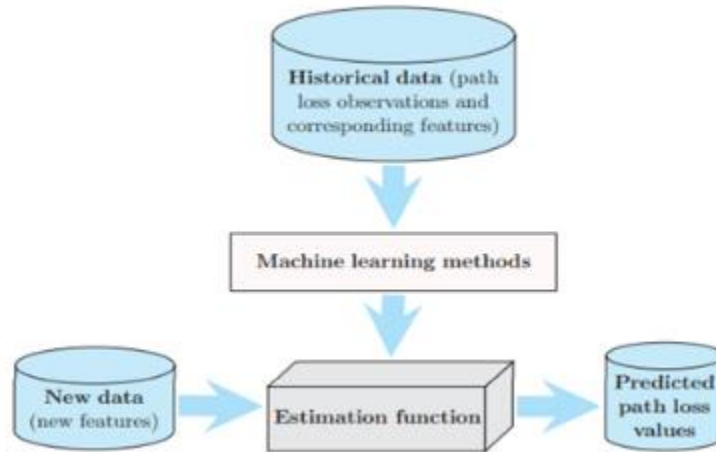 Historical data (path
loss observations and
corresponding features)
Machine learning methods
New data
(new features)
Estimation function
Predicted
path loss
values